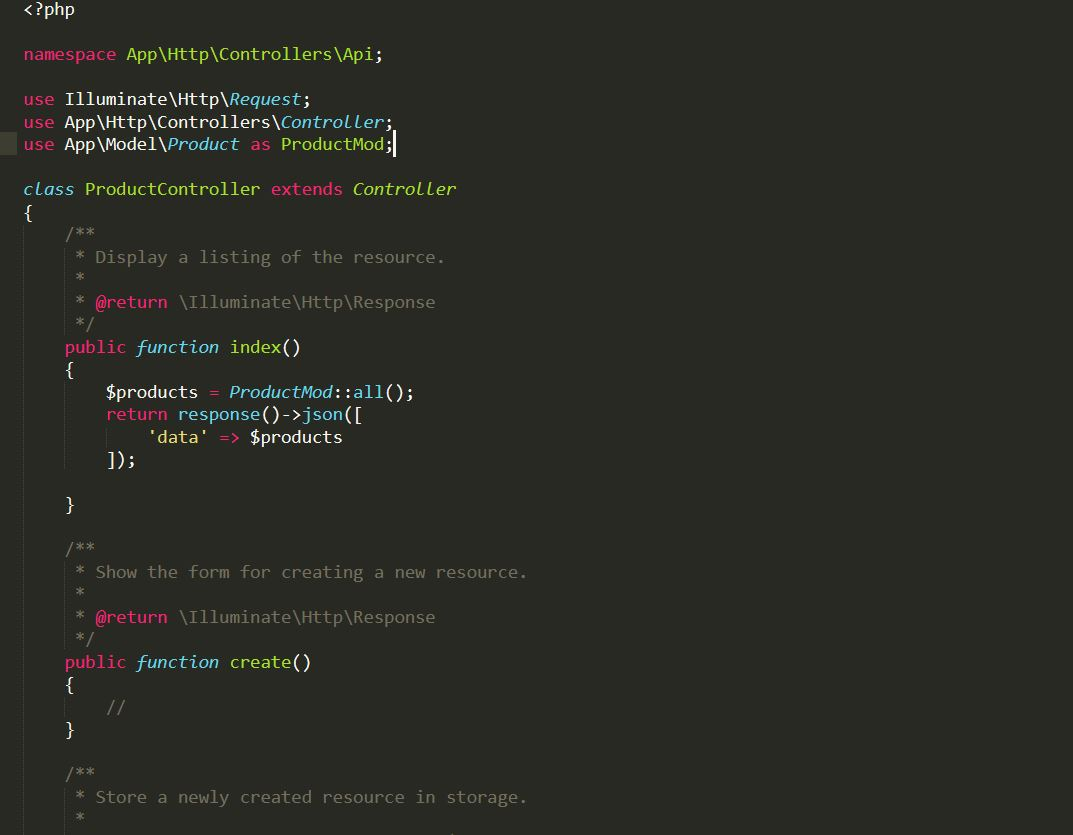 <?php
namespace App\Http\Controllers\Api;
use Illuminate\Http\Request;
use App\Http\Controllers\Controller;
use App\Model\Product as ProductMod;
class ProductController extends Controller
{
/**
* Display a listing of the resource.
*
* @return \Illuminate\Http\Response
*/
public function index()
{
$products = ProductMod::all();
return response()->json([
'data' => $products
]);
}
/**
* Show the form for creating a new resource.
*
* @return \Illuminate\Http\Response
*/
public function create()
{
//
}
/**
* Store a newly created resource in storage.
*